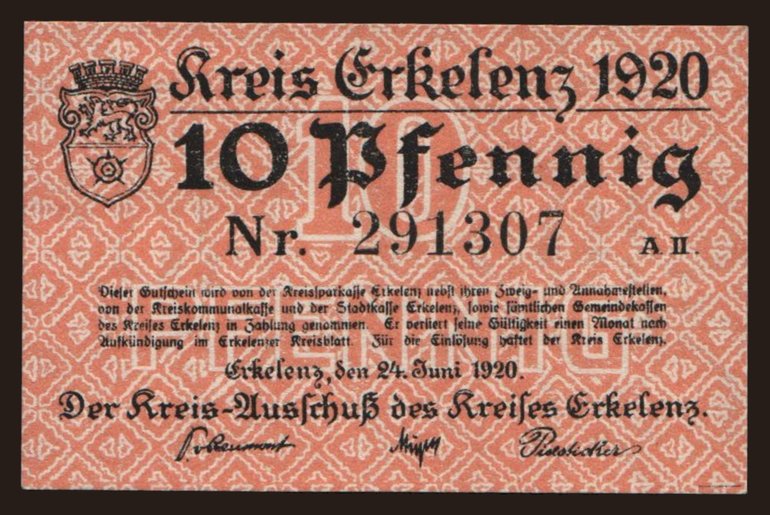 Kreis Erkelenz 1920
10
10 Pfennig
Nr. 291307 A II.
PFENNIG
Dieser Gutschein wird von der Kreissparkasse Erkelenz nebst ihren Zweig- und Annahmestellen,
von der Kreiskommunalkasse und der Stadtkasse Erkelenz, sowie sämtlichen Gemeindekassen
des Kreises Erkelenz in Zahlung genommen. Er verliert seine Gültigkeit einen Monat nach
Aufkündigung im Erkelenzer Kreisblatt. Für die Einlösung haftet der Kreis Erkelenz.
Erkelenz, den 24. Juni 1920.
Der Kreis-Ausschuß des Kreises Erkelenz.